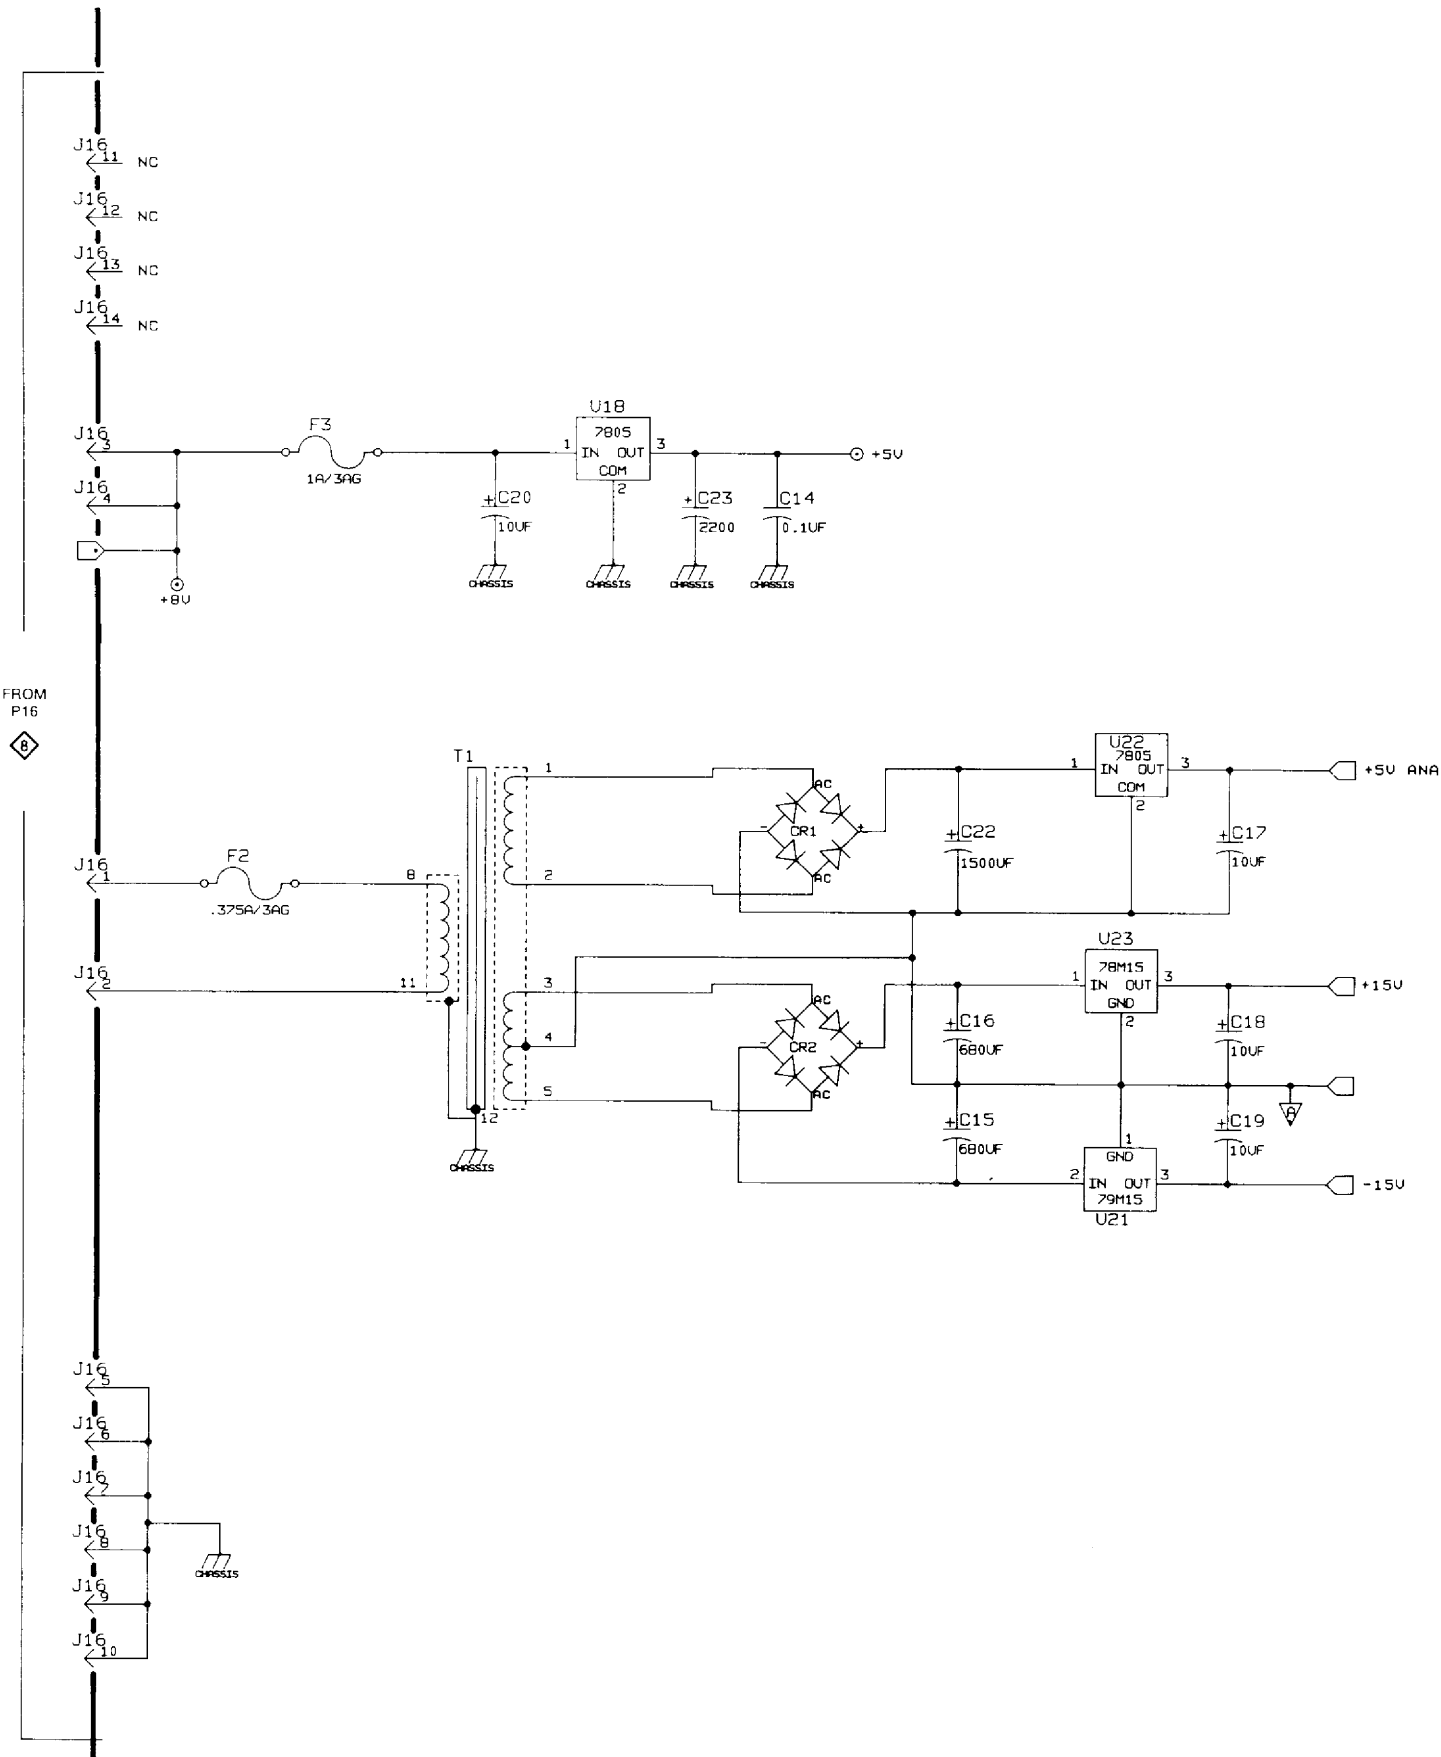 J16
11 NC
J16
12 NC
J16
13 NC
J16
14 NC
J16
3
F3
1A/3AG
U18
7805
1 IN OUT 3
COM
2
+5V
J16
4
+C20
10UF
+C23
2200
C14
0.1UF
CHASSIS
CHASSIS
CHASSIS
CHASSIS
+8V
FROM
P16
8
T1
1
AC
U22
7805
1 IN OUT 3
COM
2
+5V ANA
- CR1 +
+C22
1500UF
+C17
10UF
J16
1
F2
.375A/3AG
8
2
AC
U23
78M15
1 IN OUT 3
GND
2
+15V
J16
2
11
3
AC
4
- CR2 +
+C16
680UF
+C18
10UF
5
AC
12
CHASSIS
A
+C15
680UF
+C19
10UF
1
GND
2 IN OUT 3
79M15
U21
-15V
J16
5
J16
6
J16
7
J16
8
CHASSIS
J16
9
J16
10